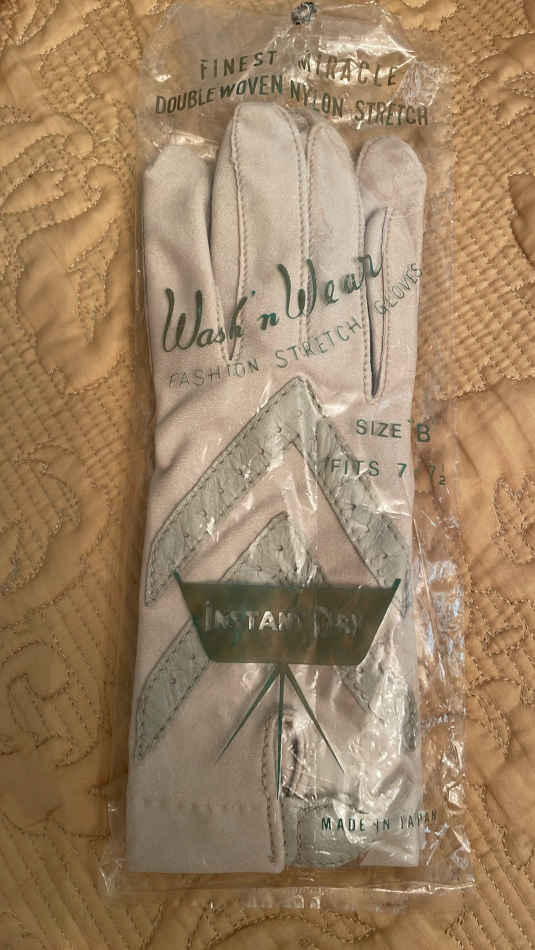 FINEST MIRACLE
DOUBLE WOVEN NYLON STRETCH
Wash 'n Wear
FASHION STRETCH GLOVES
SIZE "B"
FITS 7 7½
INSTANT DRY
MADE IN JAPAN